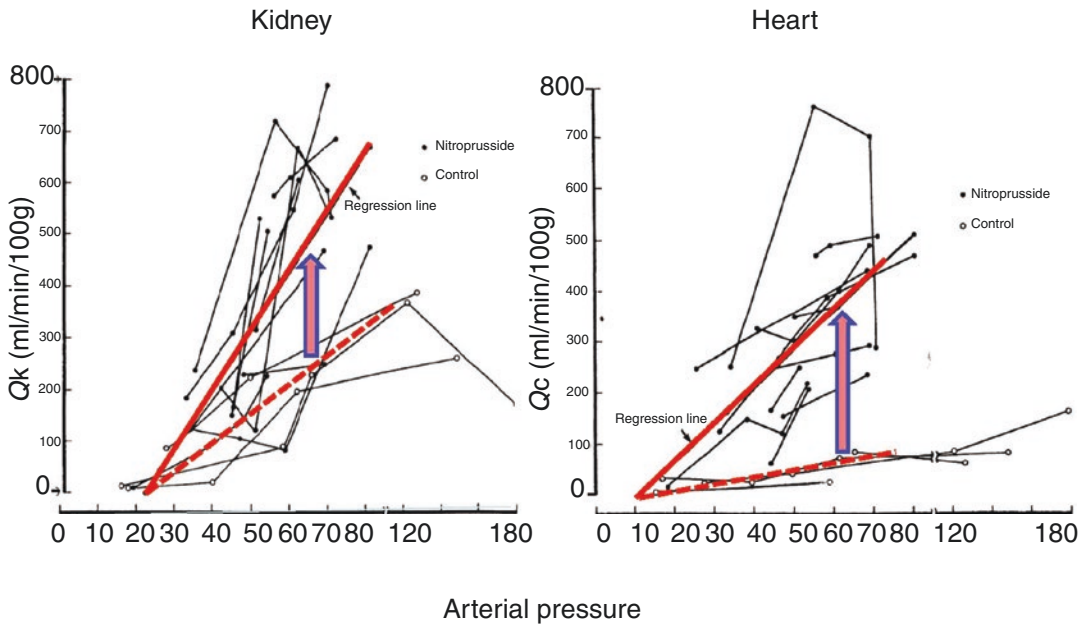 Kidney
800
700
600
500
400
300
200
100
0
Qk (ml/min/100g)
Nitroprusside
Control
Regression line
0 10 20 30 40 50 60 70 120 180
Heart
800
700
600
500
400
300
200
100
0
Qc (ml/min/100g)
Nitroprusside
Control
Regression line
0 10 20 30 40 50 60 70 80 120 180
Arterial pressure